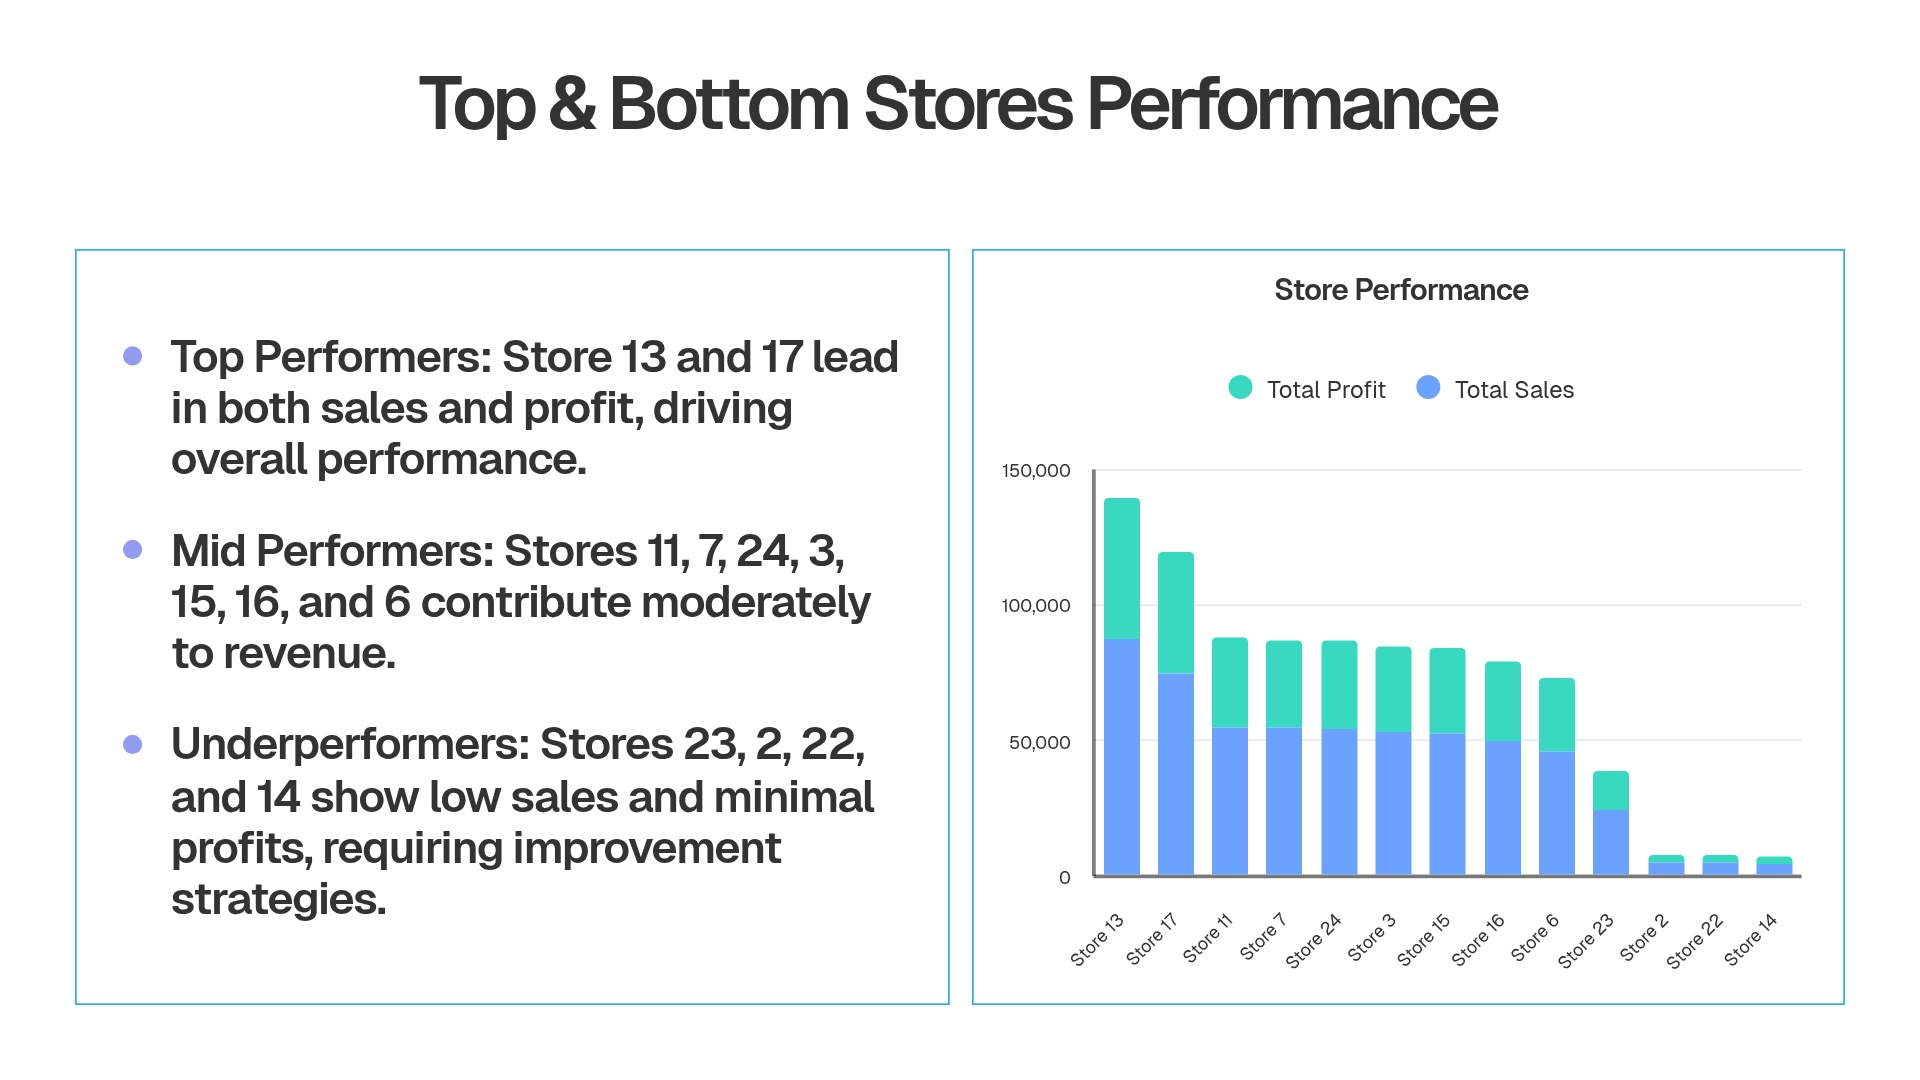 Top & Bottom Stores Performance
Top Performers: Store 13 and 17 lead
in both sales and profit, driving
overall performance.
Mid Performers: Stores 11, 7, 24, 3,
15, 16, and 6 contribute moderately
to revenue.
Underperformers: Stores 23, 2, 22,
and 14 show low sales and minimal
profits, requiring improvement
strategies.
Store Performance
Total Profit Total Sales
150,000
100,000
50,000
0
Store 13 Store 17 Store 11 Store 7 Store 24 Store 3 Store 15 Store 16 Store 6 Store 23 Store 2 Store 22 Store 14